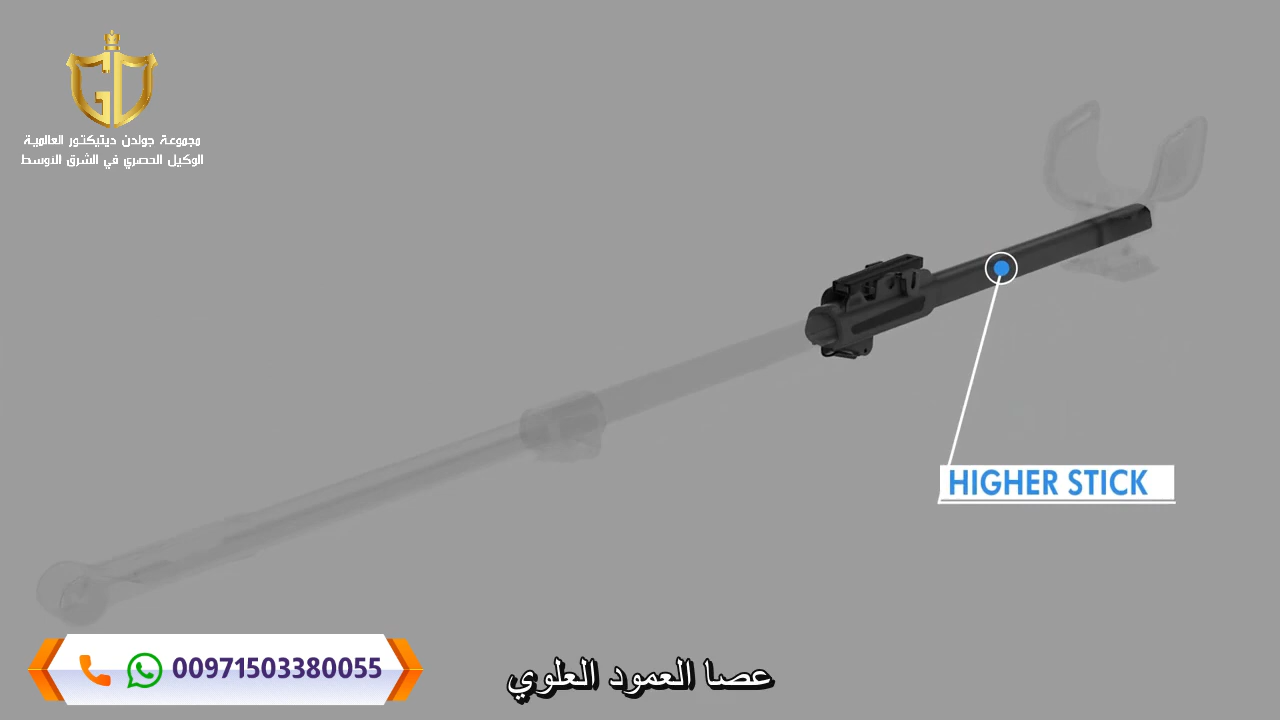 GD
مجموعة جولدن ديتيكتور العالمية
الوكيل الحصري في الشرق الاوسط
HIGHER STICK
00971503380055
عصا العمود العلوي